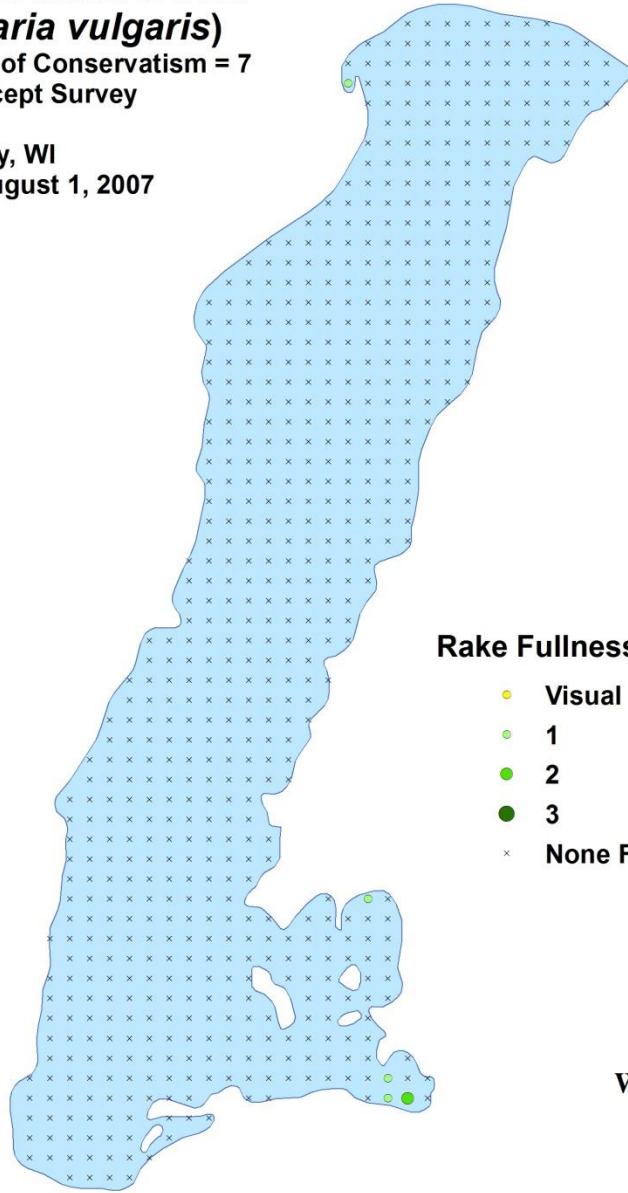 aria vulgaris)
of Conservatism = 7
cept Survey
y, WI
ugust 1, 2007
Rake Fullness
Visual
1
2
3
None F
V